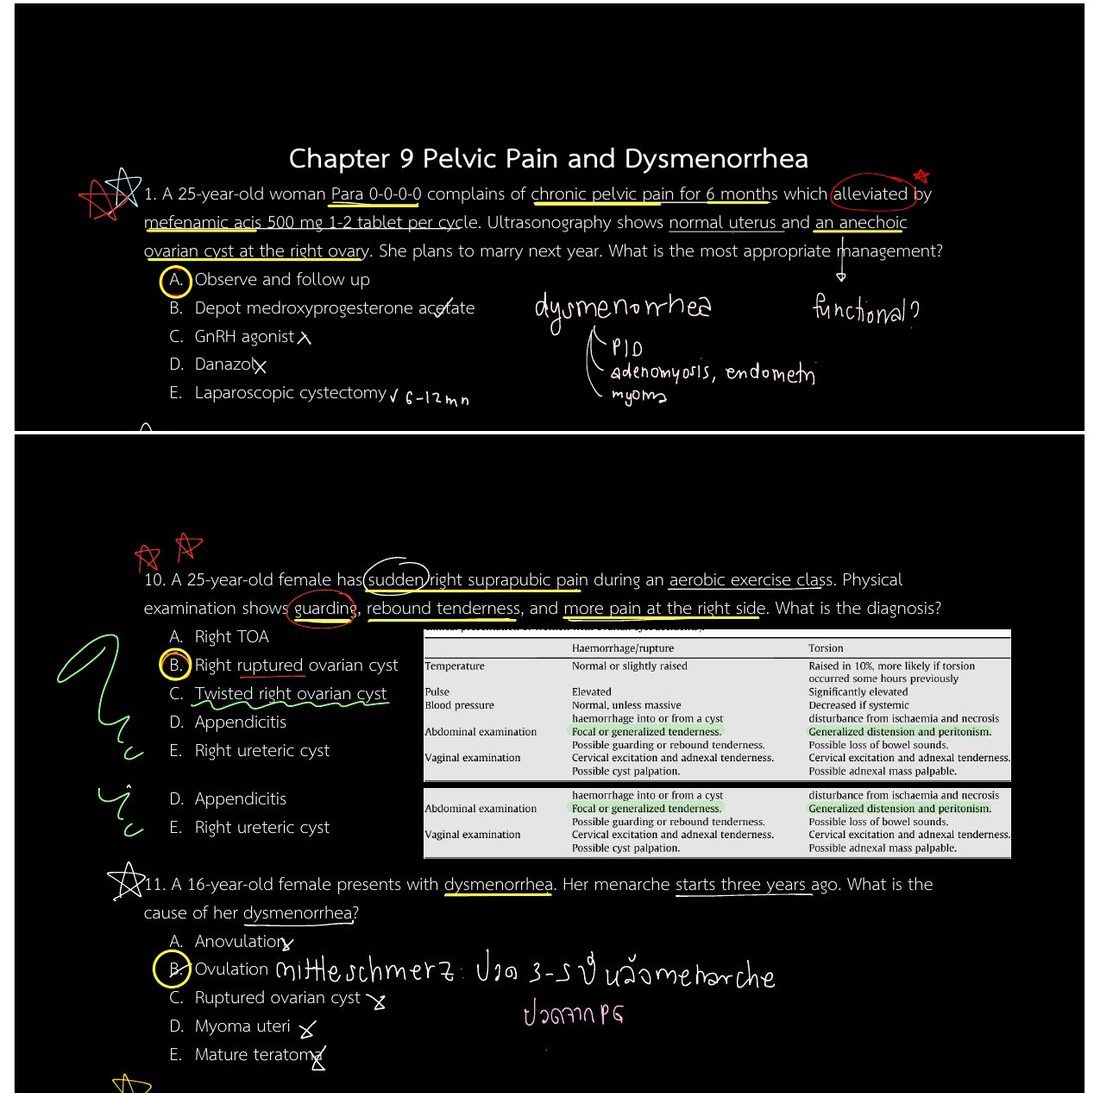 Chapter 9 Pelvic Pain and Dysmenorrhea
1. A 25-year-old woman Para 0-0-0-0 complains of chronic pelvic pain for 6 months which alleviated by
mefenamic acis 500 mg 1-2 tablet per cycle. Ultrasonography shows normal uterus and an anechoic
ovarian cyst at the right ovary. She plans to marry next year. What is the most appropriate management?
A. Observe and follow up
B. Depot medroxyprogesterone acetate
C. GnRH agonist
D. Danazol
E. Laparoscopic cystectomy
6-12 mn
dysmenorrhea
PID
adenomyosis, endometri
myoma
functional?
10. A 25-year-old female has sudden right suprapubic pain during an aerobic exercise class. Physical
examination shows guarding, rebound tenderness, and more pain at the right side. What is the diagnosis?
A. Right TOA
B. Right ruptured ovarian cyst
C. Twisted right ovarian cyst
D. Appendicitis
E. Right ureteric cyst
Haemorrhage/rupture Torsion
Temperature Normal or slightly raised Raised in 10%, more likely if torsion
occurred some hours previously
Pulse Elevated Significantly elevated
Blood pressure Normal, unless massive Decreased if systemic
haemorrhage into or from a cyst disturbance from ischaemia and necrosis
Abdominal examination Focal or generalized tenderness. Generalized distension and peritonism.
Possible guarding or rebound tenderness. Possible loss of bowel sounds.
Vaginal examination Cervical excitation and adnexal tenderness. Cervical excitation and adnexal tenderness.
Possible cyst palpation. Possible adnexal mass palpable.
D. Appendicitis
E. Right ureteric cyst
haemorrhage into or from a cyst disturbance from ischaemia and necrosis
Abdominal examination Focal or generalized tenderness. Generalized distension and peritonism.
Possible guarding or rebound tenderness. Possible loss of bowel sounds.
Vaginal examination Cervical excitation and adnexal tenderness. Cervical excitation and adnexal tenderness.
Possible cyst palpation. Possible adnexal mass palpable.
11. A 16-year-old female presents with dysmenorrhea. Her menarche starts three years ago. What is the
cause of her dysmenorrhea?
A. Anovulation
B. Ovulation mittleschmerz: ปวด 3-5 ปี หลังmenarche
C. Ruptured ovarian cyst
ปวดจาก PG
D. Myoma uteri
E. Mature teratoma